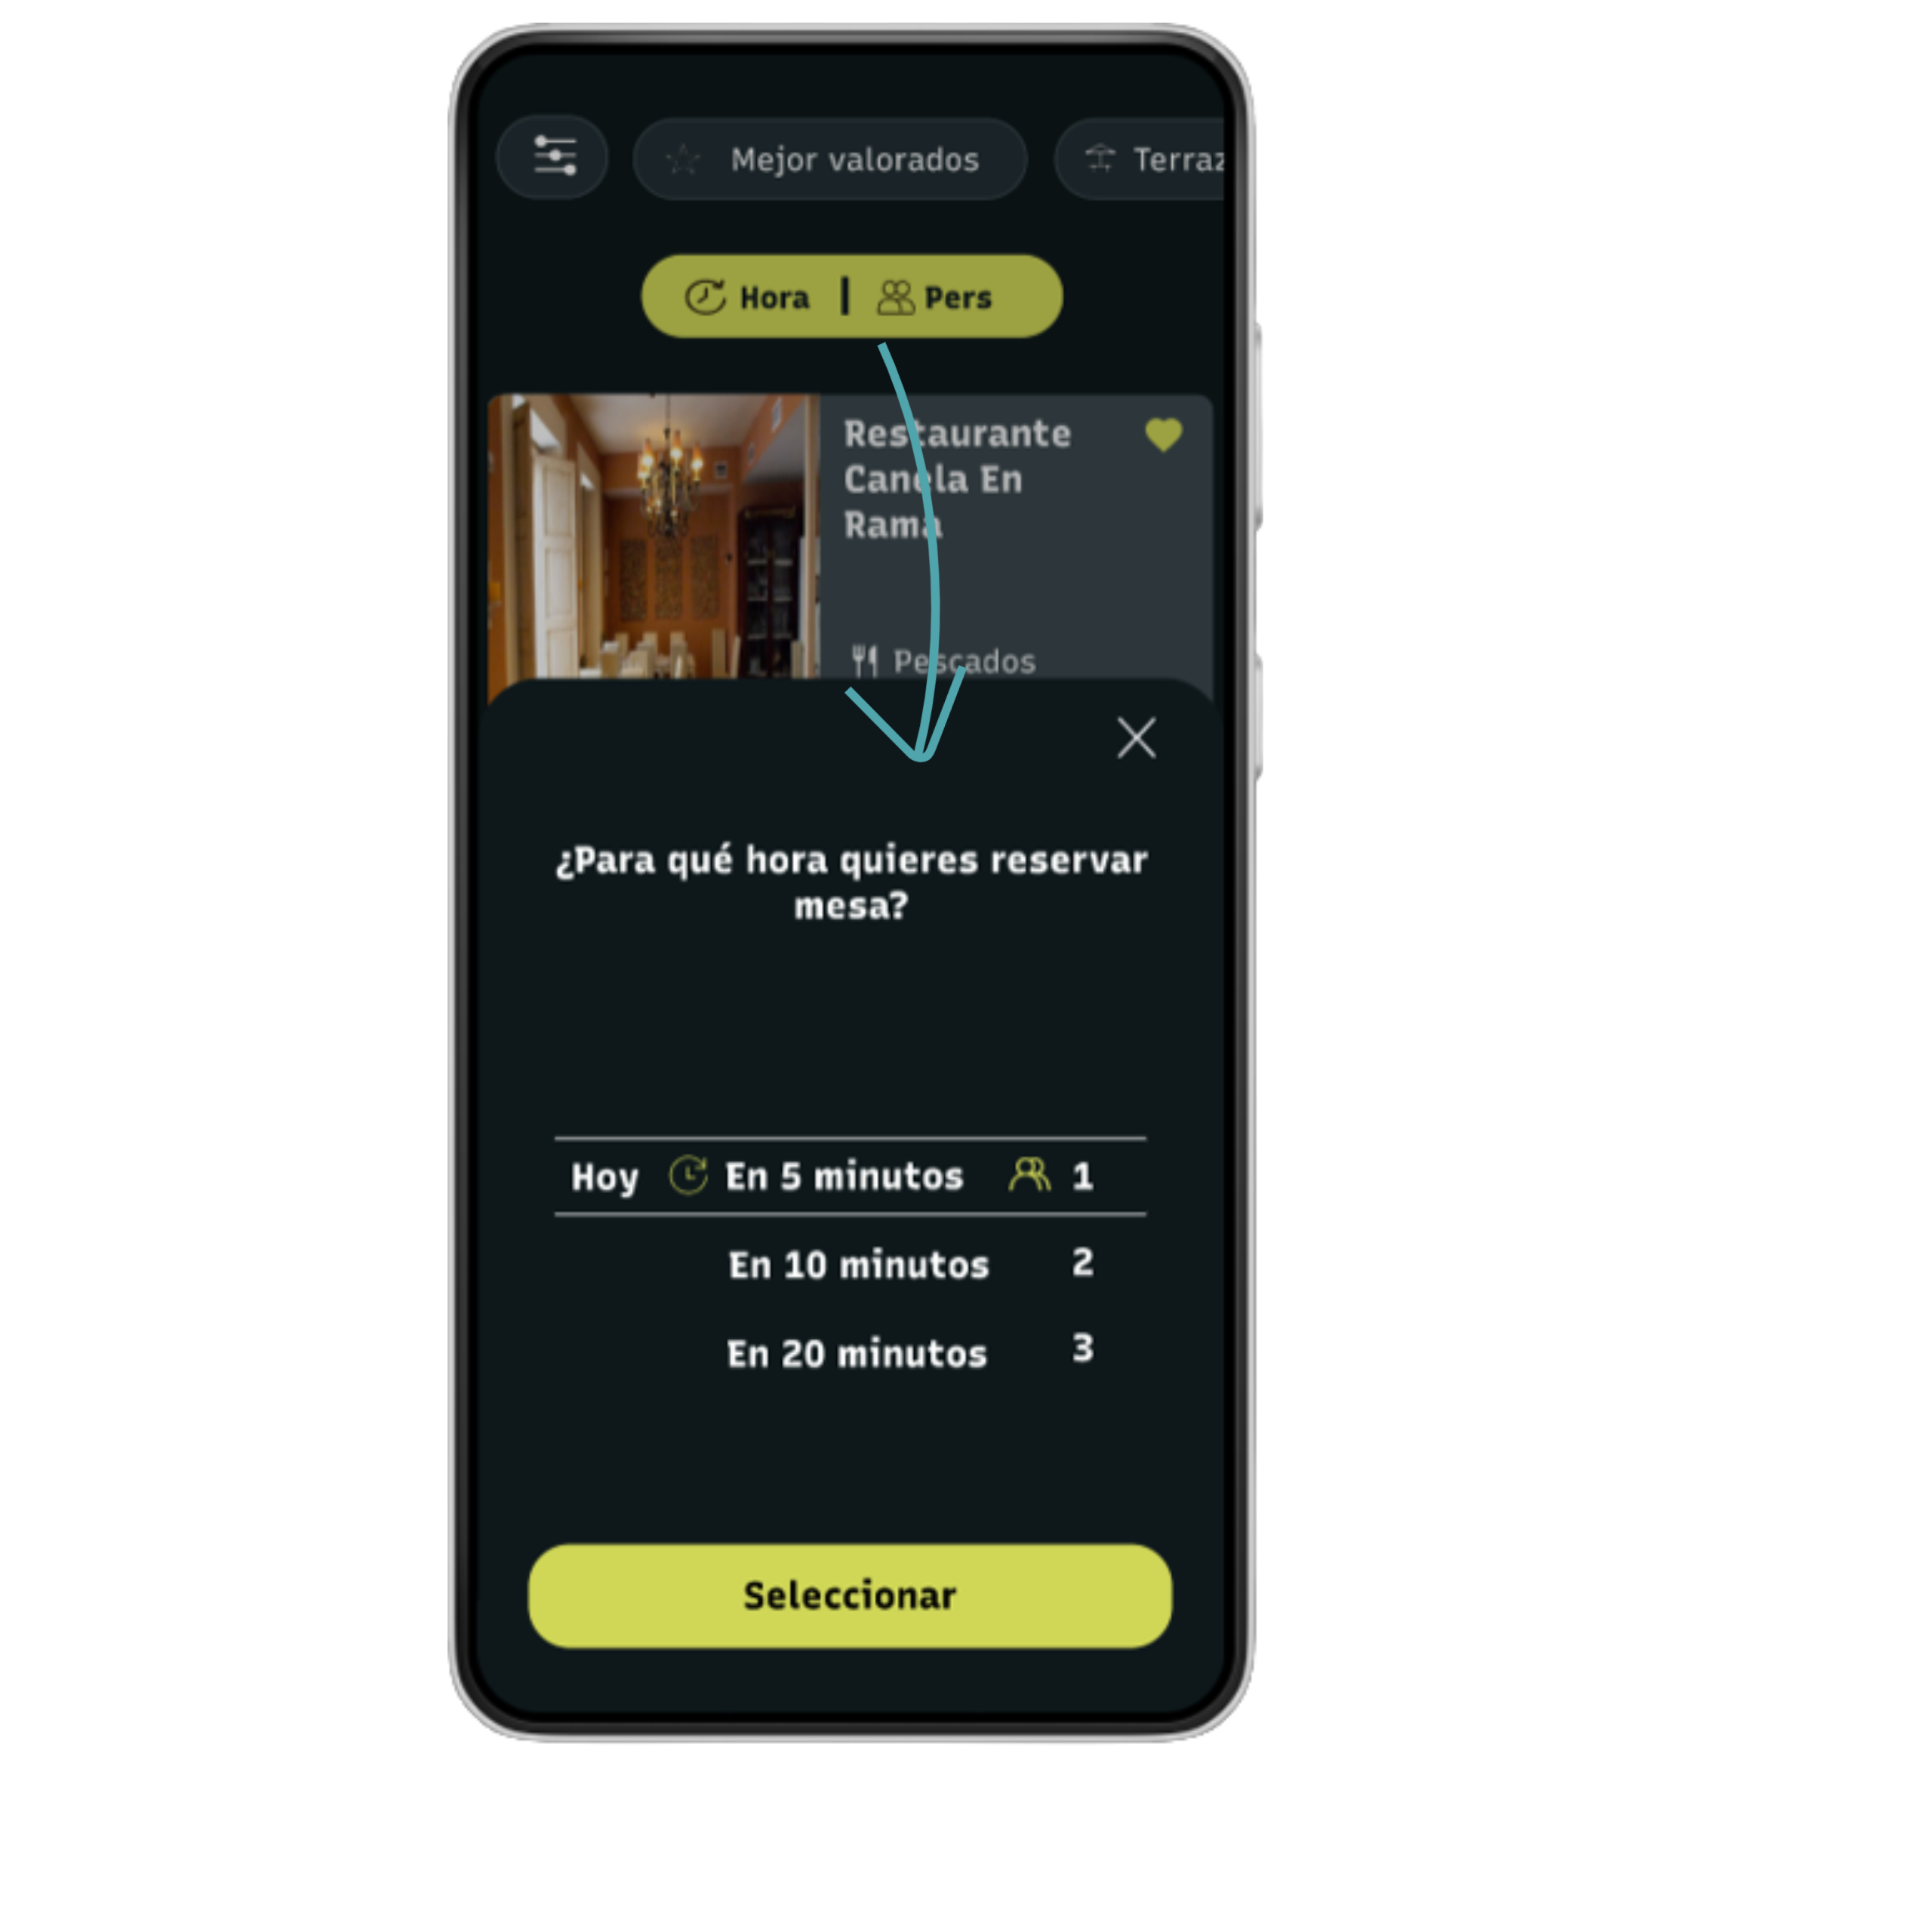 Mejor valorados
Terraz
Hora | Pers
Restaurante
Canela En
Rama
Pescados
¿Para qué hora quieres reservar
mesa?
Hoy En 5 minutos 1
En 10 minutos 2
En 20 minutos 3
Seleccionar